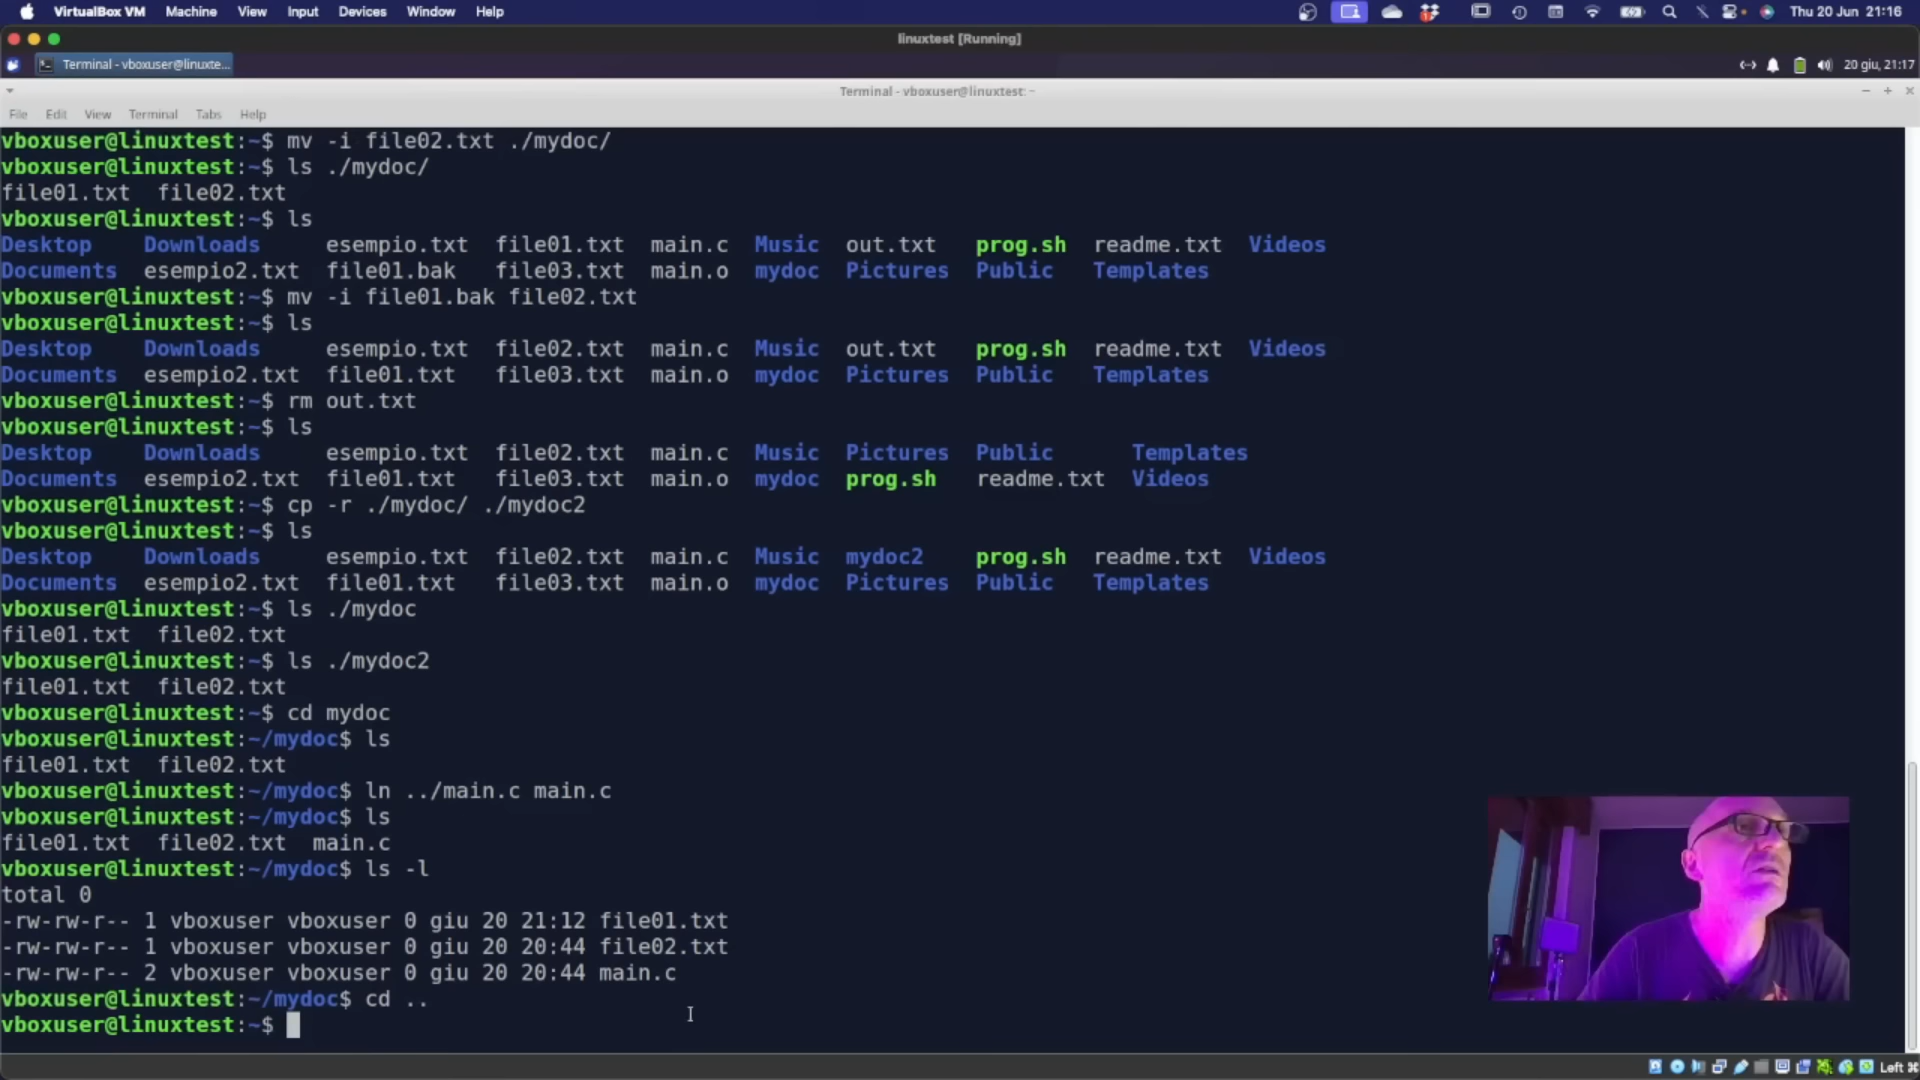 VirtualBox VM Machine View Input Devices Window Help Thu 20 Jun 21:16
linuxtest [Running]
Terminal - vboxuser@linuxte... 20 giu, 21:17
Terminal - vboxuser@linuxtest: ~
File Edit View Terminal Tabs Help
vboxuser@linuxtest:~$ mv -i file02.txt ./mydoc/
vboxuser@linuxtest:~$ ls ./mydoc/
file01.txt file02.txt
vboxuser@linuxtest:~$ ls
Desktop Downloads esempio.txt file01.txt main.c Music out.txt prog.sh readme.txt Videos
Documents esempio2.txt file01.bak file03.txt main.o mydoc Pictures Public Templates
vboxuser@linuxtest:~$ mv -i file01.bak file02.txt
vboxuser@linuxtest:~$ ls
Desktop Downloads esempio.txt file02.txt main.c Music out.txt prog.sh readme.txt Videos
Documents esempio2.txt file01.txt file03.txt main.o mydoc Pictures Public Templates
vboxuser@linuxtest:~$ rm out.txt
vboxuser@linuxtest:~$ ls
Desktop Downloads esempio.txt file02.txt main.c Music Pictures Public Templates
Documents esempio2.txt file01.txt file03.txt main.o mydoc prog.sh readme.txt Videos
vboxuser@linuxtest:~$ cp -r ./mydoc/ ./mydoc2
vboxuser@linuxtest:~$ ls
Desktop Downloads esempio.txt file02.txt main.c Music mydoc2 prog.sh readme.txt Videos
Documents esempio2.txt file01.txt file03.txt main.o mydoc Pictures Public Templates
vboxuser@linuxtest:~$ ls ./mydoc
file01.txt file02.txt
vboxuser@linuxtest:~$ ls ./mydoc2
file01.txt file02.txt
vboxuser@linuxtest:~$ cd mydoc
vboxuser@linuxtest:~/mydoc$ ls
file01.txt file02.txt
vboxuser@linuxtest:~/mydoc$ ln ../main.c main.c
vboxuser@linuxtest:~/mydoc$ ls
file01.txt file02.txt main.c
vboxuser@linuxtest:~/mydoc$ ls -l
total 0
-rw-rw-r-- 1 vboxuser vboxuser 0 giu 20 21:12 file01.txt
-rw-rw-r-- 1 vboxuser vboxuser 0 giu 20 20:44 file02.txt
-rw-rw-r-- 2 vboxuser vboxuser 0 giu 20 20:44 main.c
vboxuser@linuxtest:~/mydoc$ cd ..
vboxuser@linuxtest:~$
Left ⌘